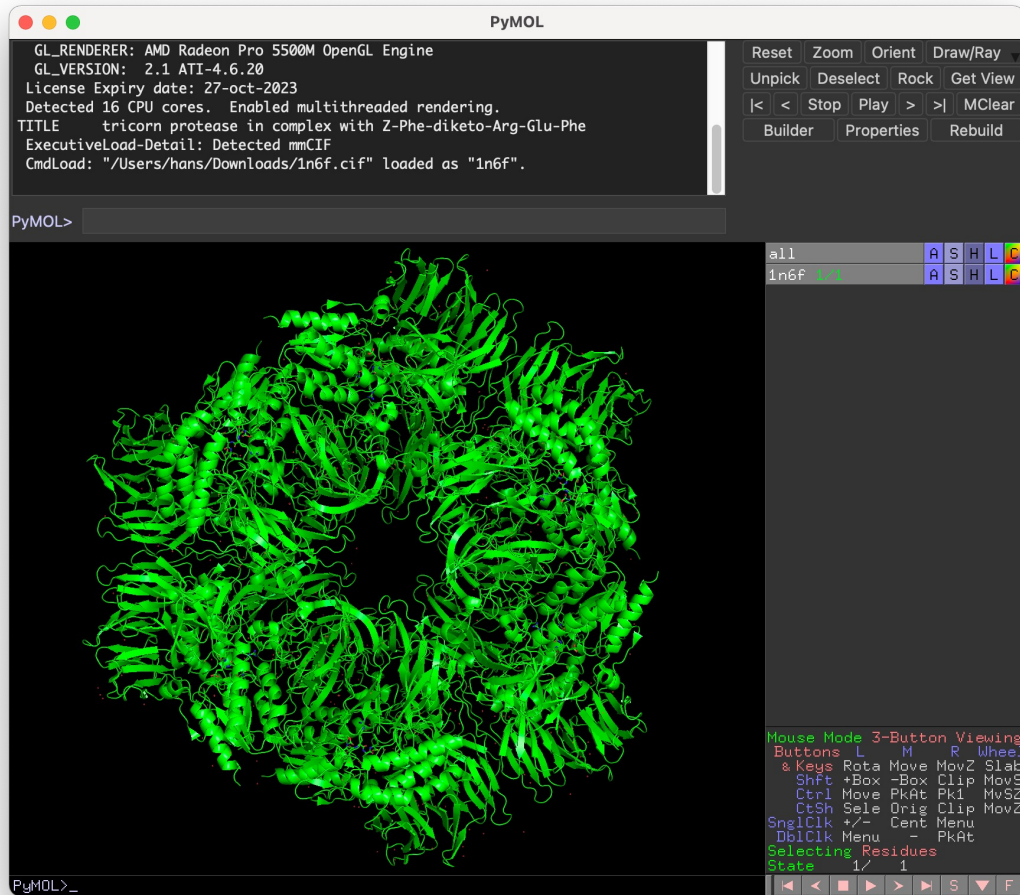 PyMOL
GL_RENDERER: AMD Radeon Pro 5500M OpenGL Engine
GL_VERSION: 2.1 ATI-4.6.20
License Expiry date: 27-oct-2023
Detected 16 CPU cores. Enabled multithreaded rendering.
TITLE tricorn protease in complex with Z-Phe-diketo-Arg-Glu-Phe
ExecutiveLoad-Detail: Detected mmCIF
CmdLoad: "/Users/hans/Downloads/1n6f.cif" loaded as "1n6f".
Reset Zoom Orient Draw/Ray
Unpick Deselect Rock Get View
|< < Stop Play > >| MClear
Builder Properties Rebuild
PyMOL>
all A S H L C
1n6f 1/1 A S H L C
Mouse Mode 3-Button Viewing
Buttons L M R Whee
& Keys Rota Move MovZ Slab
Shft +Box -Box Clip MovS
Ctrl Move PkAt Pk1 MvSZ
CtSh Sele Orig Clip MovZ
SnglClk +/- Cent Menu
DblClk Menu - PkAt
Selecting Residues
State 1/ 1
PyMOL>_
S F